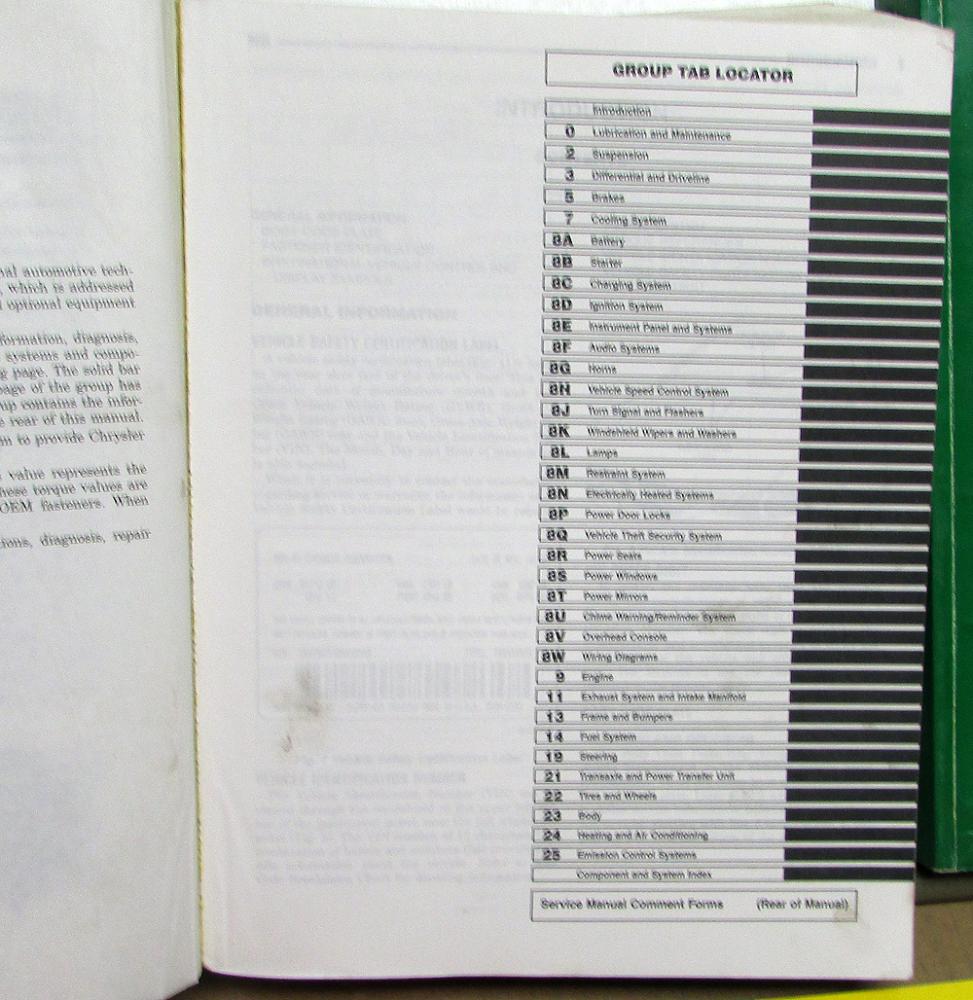 nal automotive tech-
, which is addressed
l optional equipment
formation, diagnosis,
systems and compo-
g page. The solid bar
page of the group has
up contains the infor-
e rear of this manual.
m to provide Chrysler
value represents the
hese torque values are
OEM fasteners. When
ions, diagnosis, repair
GROUP TAB LOCATOR
Introduction
0 Lubrication and Maintenance
2 Suspension
3 Differential and Driveline
5 Brakes
7 Cooling System
8A Battery
8B Starter
8C Charging System
8D Ignition System
8E Instrument Panel and Systems
8F Audio Systems
8G Horns
8H Vehicle Speed Control System
8J Turn Signal and Flashers
8K Windshield Wipers and Washers
8L Lamps
8M Restraint System
8N Electrically Heated Systems
8P Power Door Locks
8Q Vehicle Theft Security System
8R Power Seats
8S Power Windows
8T Power Mirrors
8U Chime Warning/Reminder System
8V Overhead Console
8W Wiring Diagrams
9 Engine
11 Exhaust System and Intake Manifold
13 Frame and Bumpers
14 Fuel System
19 Steering
21 Transaxle and Power Transfer Unit
22 Tires and Wheels
23 Body
24 Heating and Air Conditioning
25 Emission Control Systems
Component and System Index
Service Manual Comment Forms (Rear of Manual)